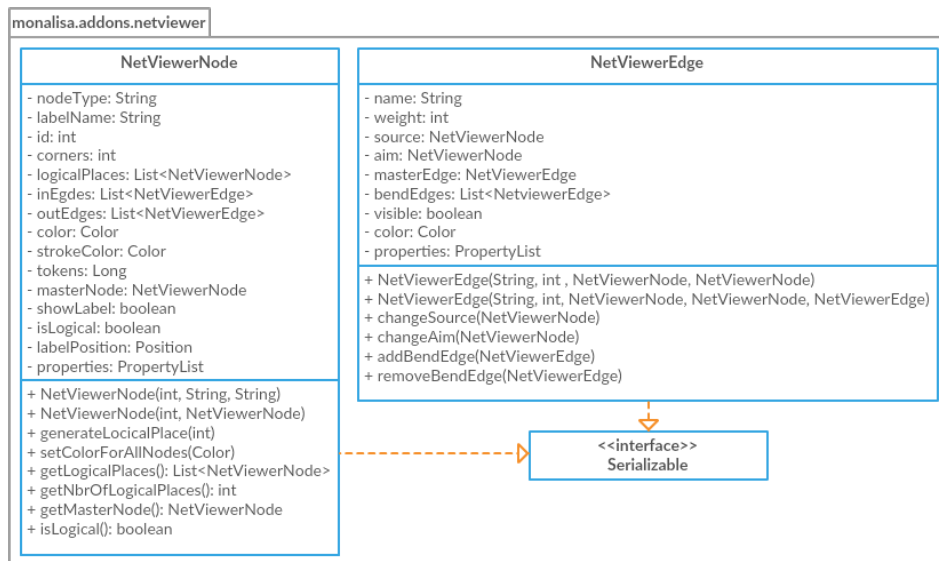 monalisa.addons.netviewer
NetViewerNode
- nodeType: String
- labelName: String
- id: int
- corners: int
- logicalPlaces: List<NetViewerNode>
- inEgdes: List<NetViewerEdge>
- outEdges: List<NetViewerEdge>
- color: Color
- strokeColor: Color
- tokens: Long
- masterNode: NetViewerNode
- showLabel: boolean
- isLogical: boolean
- labelPosition: Position
- properties: PropertyList
+ NetViewerNode(int, String, String)
+ NetViewerNode(int, NetViewerNode)
+ generateLocicalPlace(int)
+ setColorForAllNodes(Color)
+ getLogicalPlaces(): List<NetViewerNode>
+ getNbrOfLogicalPlaces(): int
+ getMasterNode(): NetViewerNode
+ isLogical(): boolean
NetViewerEdge
- name: String
- weight: int
- source: NetViewerNode
- aim: NetViewerNode
- masterEdge: NetViewerEdge
- bendEdges: List<NetviewerEdge>
- visible: boolean
- color: Color
- properties: PropertyList
+ NetViewerEdge(String, int , NetViewerNode, NetViewerNode)
+ NetViewerEdge(String, int, NetViewerNode, NetViewerNode, NetViewerEdge)
+ changeSource(NetViewerNode)
+ changeAim(NetViewerNode)
+ addBendEdge(NetViewerEdge)
+ removeBendEdge(NetViewerEdge)
<<interface>>
Serializable